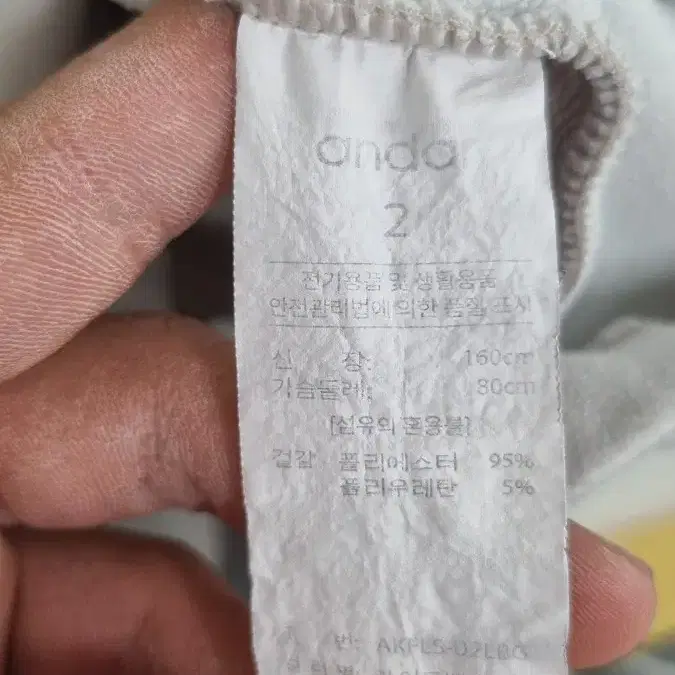 anda
2
전기용품 및 생활용품
안전관리법에 의한 품질 표시
신 장: 160cm
가슴둘레: 80cm
[섬유의 혼용률]
겉감 폴리에스터 95%
폴리우레탄 5%
번: